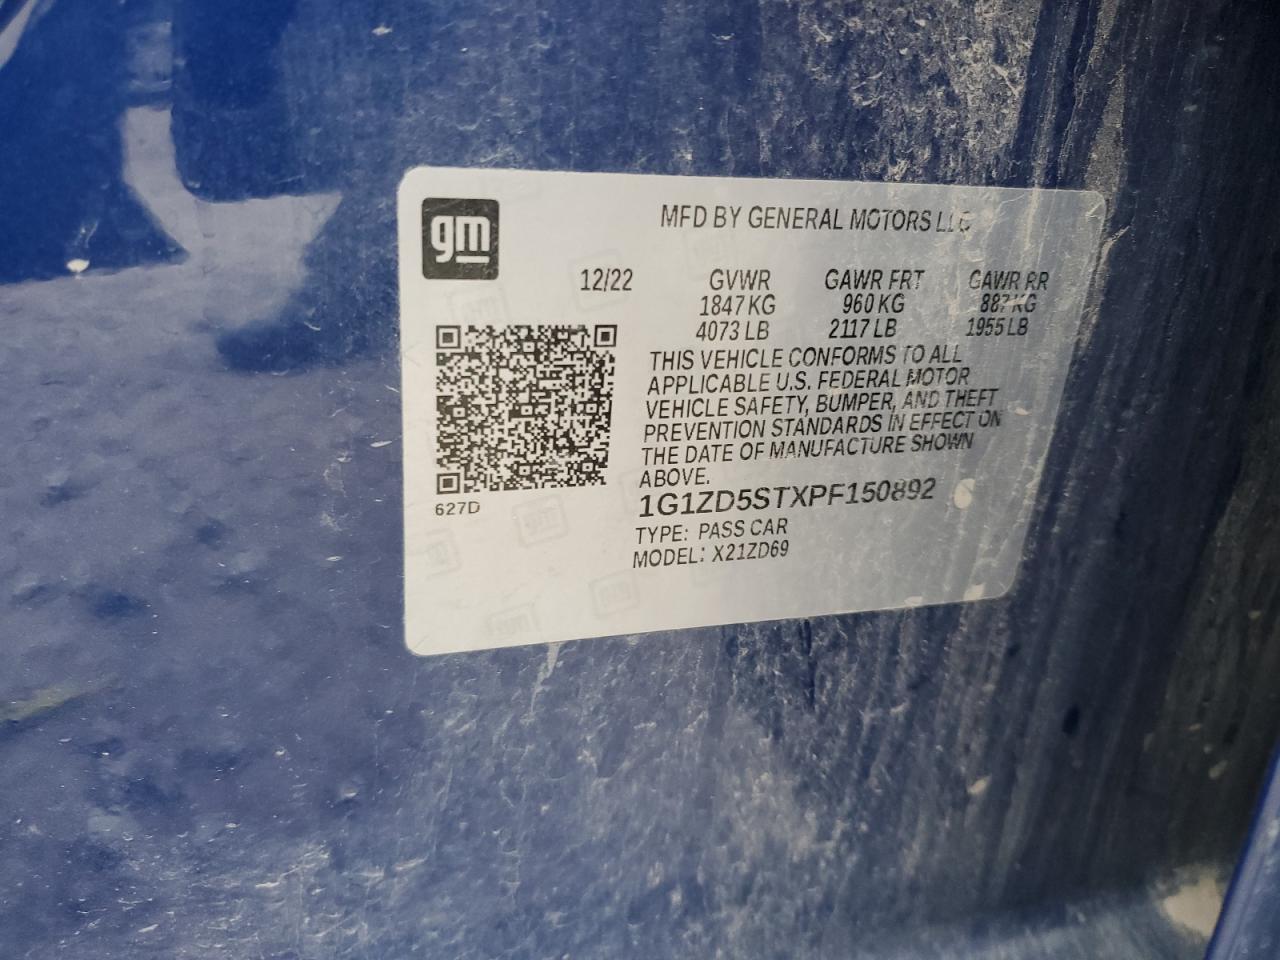 gm
MFD BY GENERAL MOTORS LLC
12/22 GVWR GAWR FRT GAWR RR
1847 KG 960 KG 887 KG
4073 LB 2117 LB 1955 LB
THIS VEHICLE CONFORMS TO ALL
APPLICABLE U.S. FEDERAL MOTOR
VEHICLE SAFETY, BUMPER, AND THEFT
PREVENTION STANDARDS IN EFFECT ON
THE DATE OF MANUFACTURE SHOWN
ABOVE.
627D
1G1ZD5STXPF150892
TYPE: PASS CAR
MODEL: X21ZD69